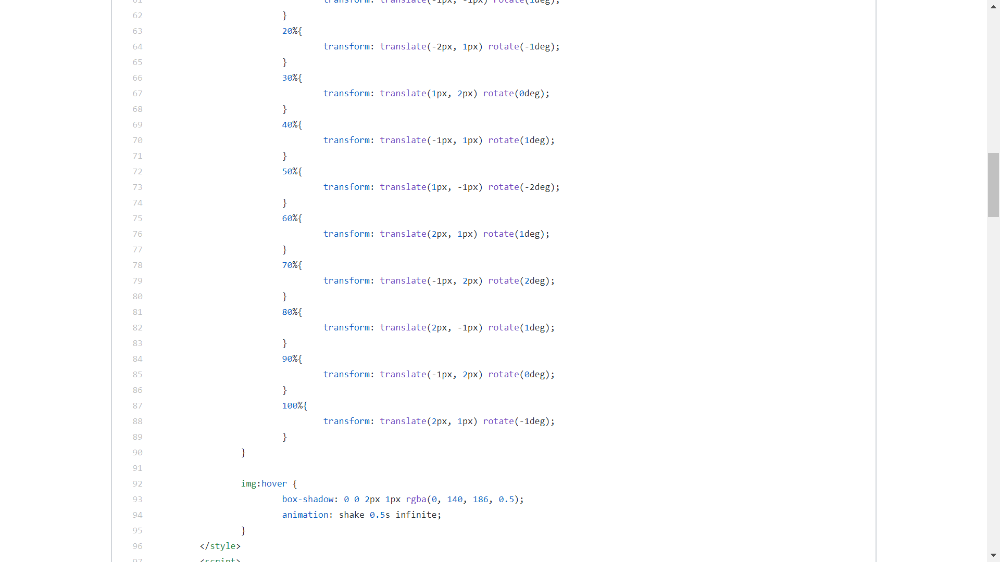 61 transform: translate(-1px, -1px) rotate(1deg);
62 }
63 20%{
64 transform: translate(-2px, 1px) rotate(-1deg);
65 }
66 30%{
67 transform: translate(1px, 2px) rotate(0deg);
68 }
69 40%{
70 transform: translate(-1px, 1px) rotate(1deg);
71 }
72 50%{
73 transform: translate(1px, -1px) rotate(-2deg);
74 }
75 60%{
76 transform: translate(2px, 1px) rotate(1deg);
77 }
78 70%{
79 transform: translate(-1px, 2px) rotate(2deg);
80 }
81 80%{
82 transform: translate(2px, -1px) rotate(1deg);
83 }
84 90%{
85 transform: translate(-1px, 2px) rotate(0deg);
86 }
87 100%{
88 transform: translate(2px, 1px) rotate(-1deg);
89 }
90 }
91
92 img:hover {
93 box-shadow: 0 0 2px 1px rgba(0, 140, 186, 0.5);
94 animation: shake 0.5s infinite;
95 }
96 </style>
97 <script>